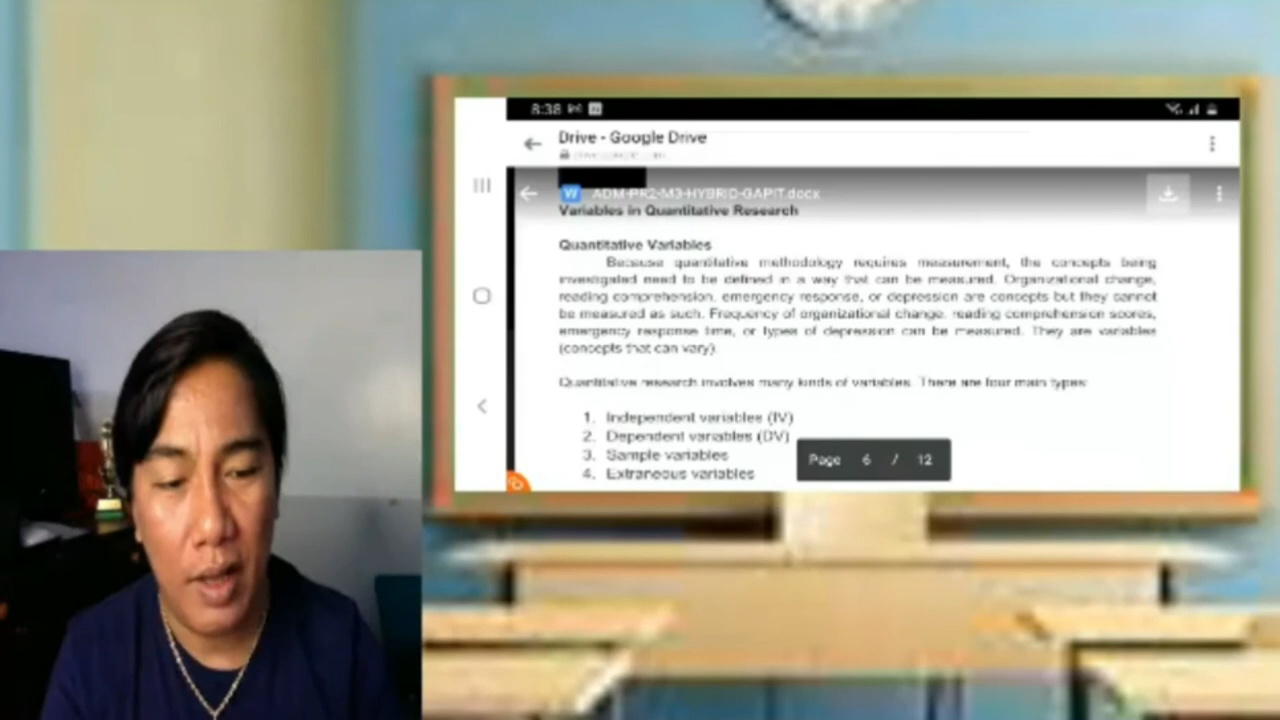 8:38
Drive - Google Drive
W ADM-PR2-M3-HYBRID-GAPIT.docx
Variables in Quantitative Research
Quantitative Variables
Because quantitative methodology requires measurement, the concepts being
investigated need to be defined in a way that can be measured. Organizational change,
reading comprehension, emergency response, or depression are concepts but they cannot
be measured as such. Frequency of organizational change, reading comprehension scores,
emergency response time, or types of depression can be measured. They are variables
(concepts that can vary).
Quantitative research involves many kinds of variables. There are four main types:
1. Independent variables (IV)
2. Dependent variables (DV)
3. Sample variables
4. Extraneous variables
Page 6 / 12